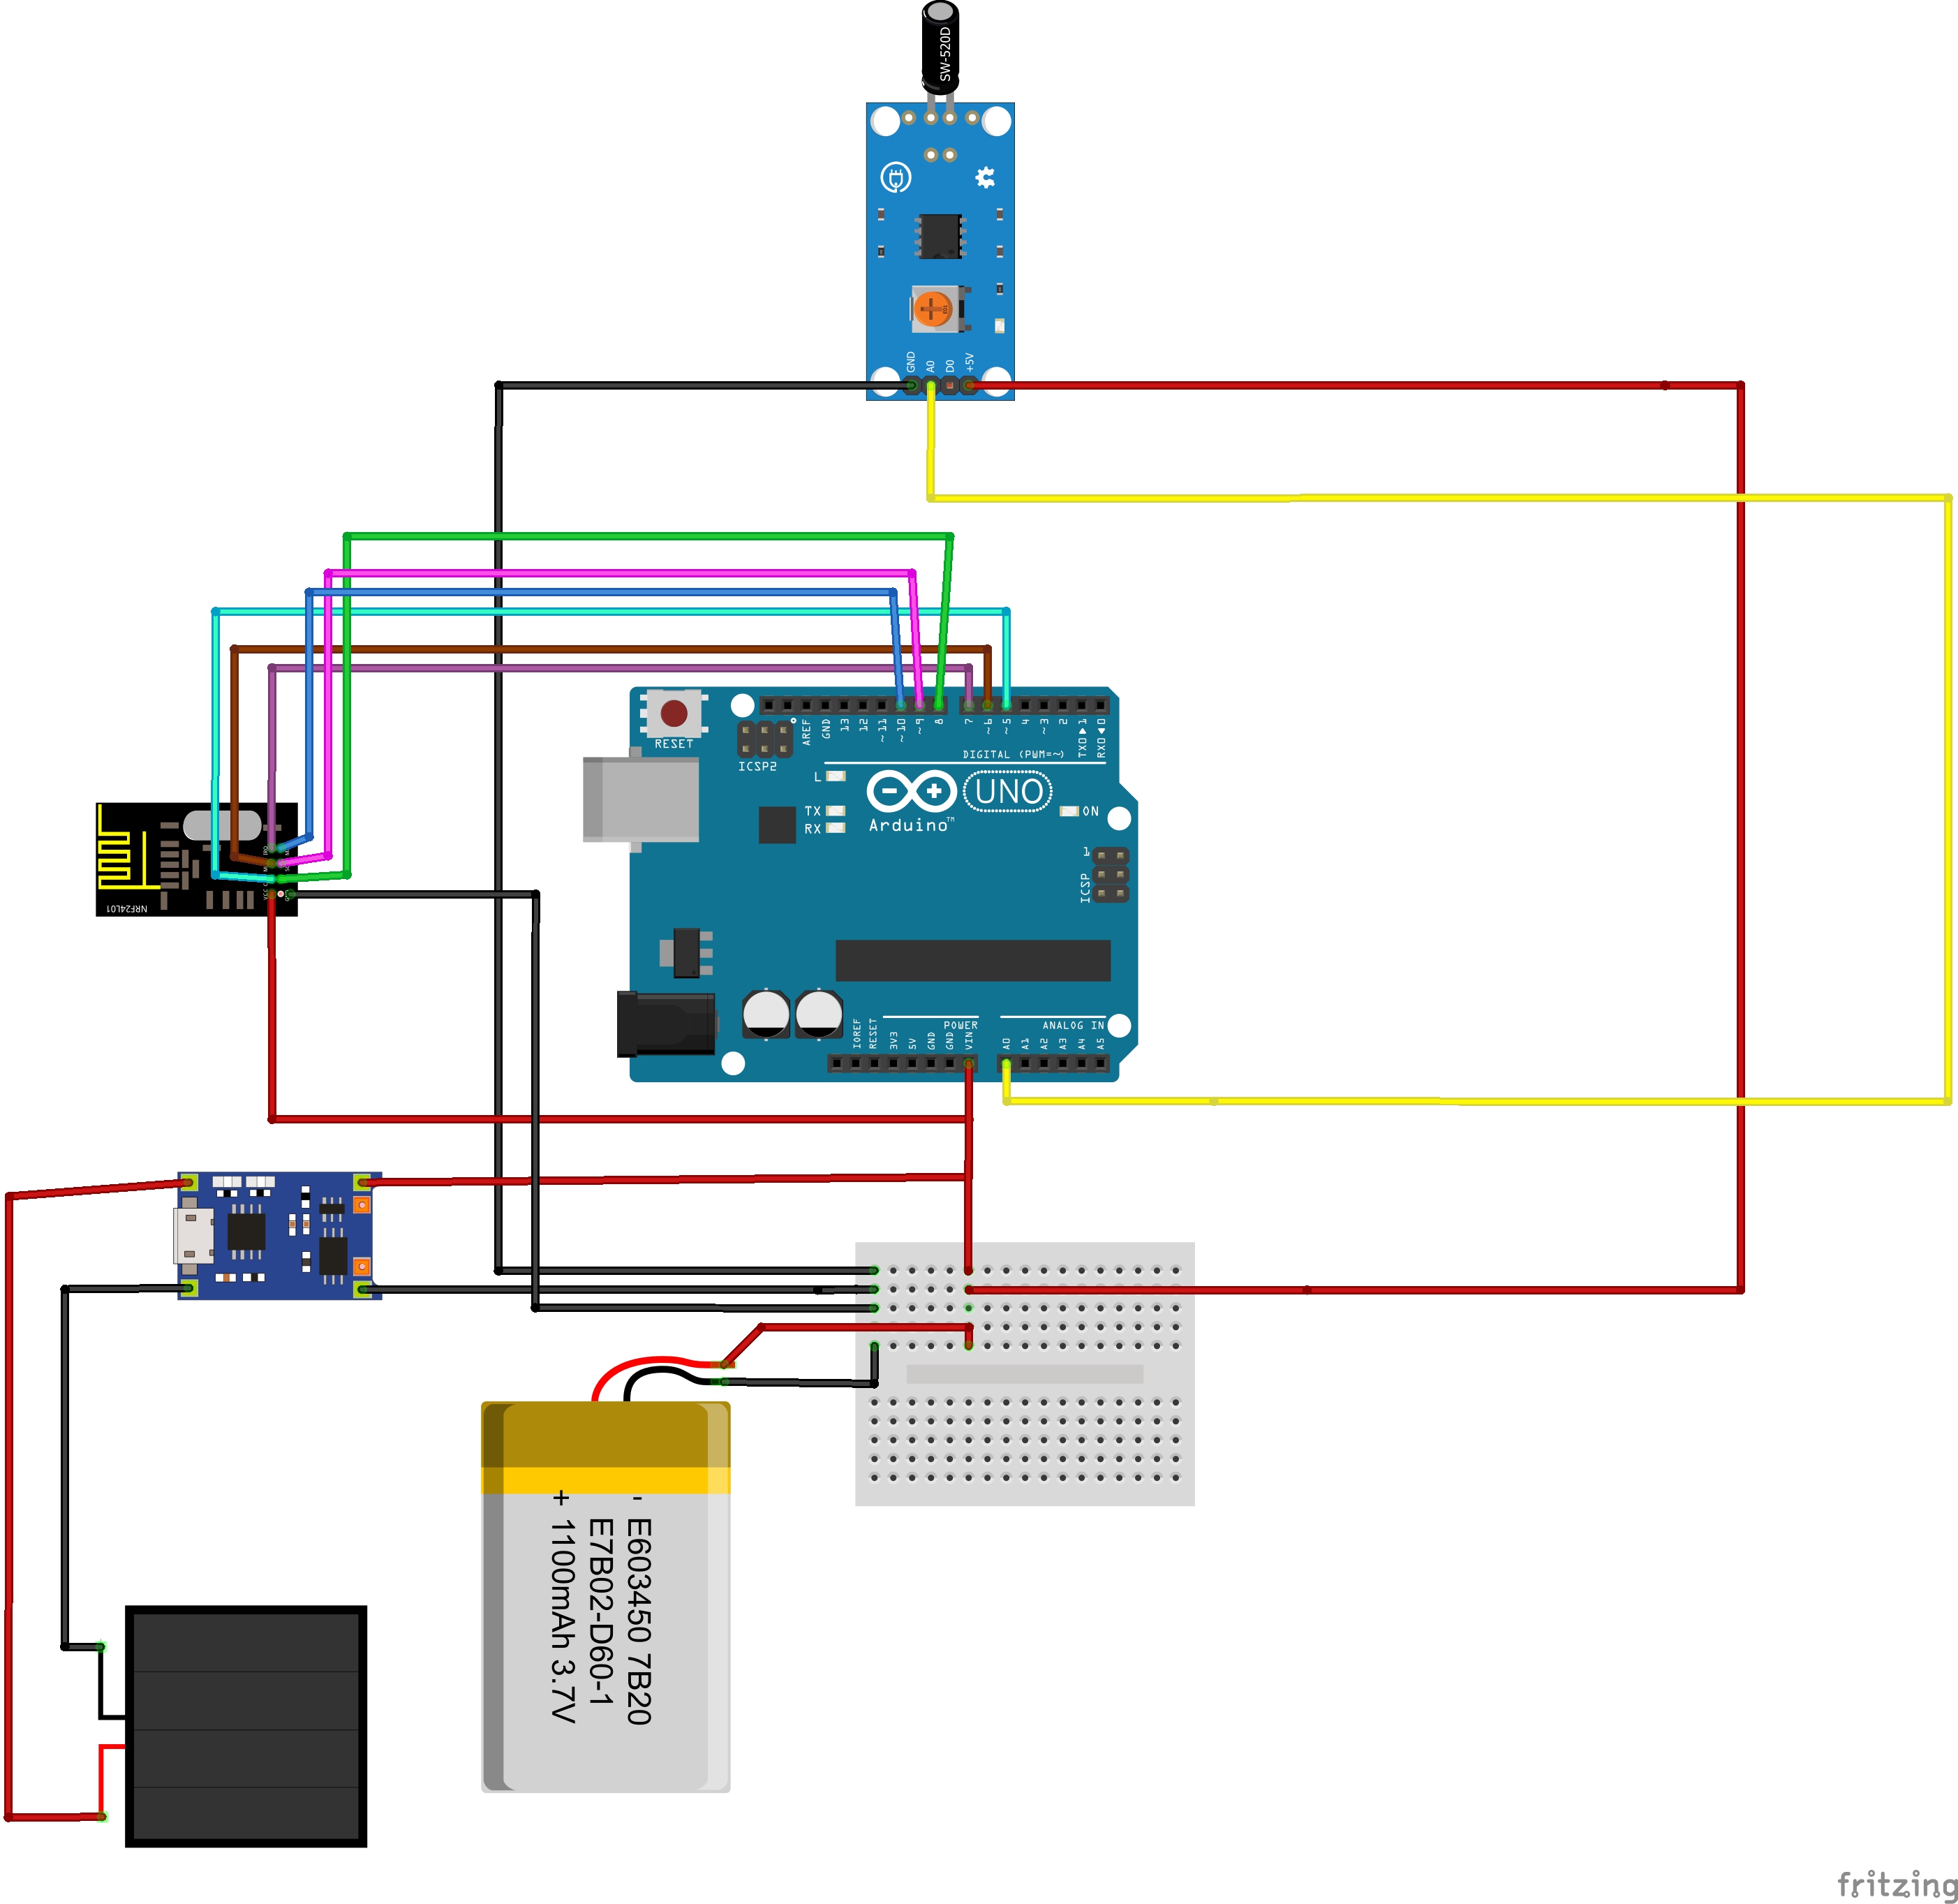 SW-520D
GND
A0
D0
+5V
RESET
ICSP2
AREF
GND
13
12
~11
~10
~9
8
7
~6
~5
4
~3
2
TX0 1
RX0 0
DIGITAL (PWM=~)
L
TX
RX
UNO
Arduino™
ON
1
ICSP
NRF24L01
POWER
ANALOG IN
IOREF
RESET
3V3
5V
GND
GND
VIN
A0
A1
A2
A3
A4
A5
- E603450 7B20
E7B02-D60-1
+ 1100mAh 3.7V
fritzing